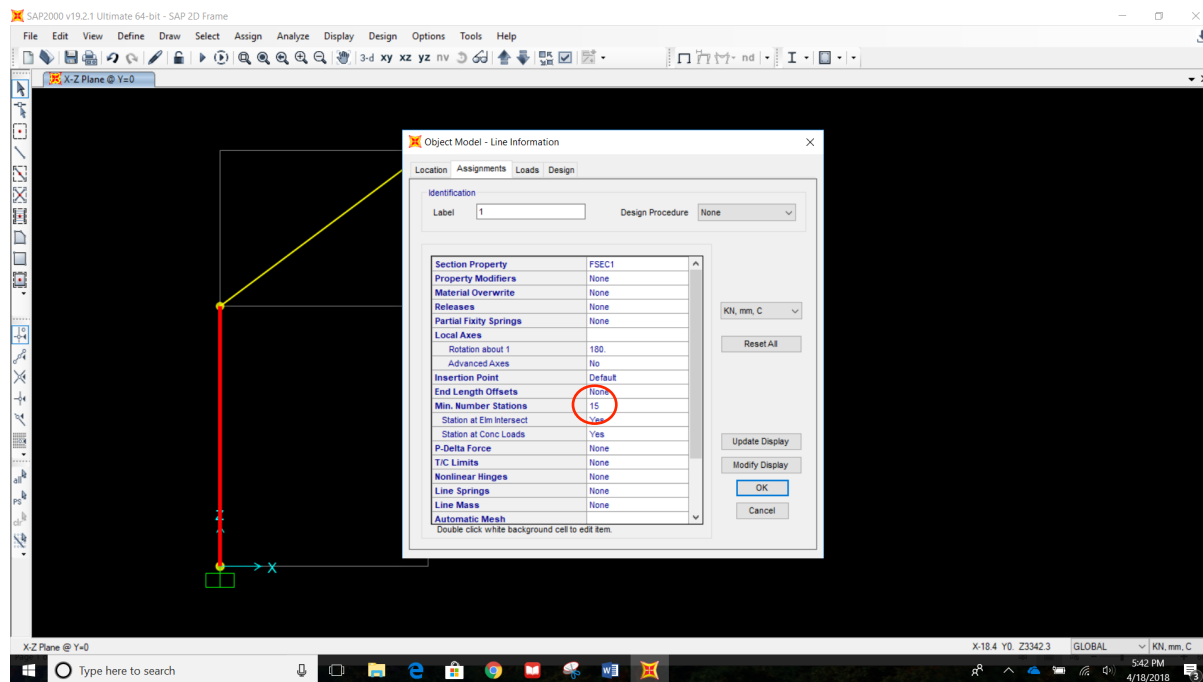 SAP2000 v19.2.1 Ultimate 64-bit - SAP 2D Frame
File Edit View Define Draw Select Assign Analyze Display Design Options Tools Help
3-d xy xz yz nv nd
X-Z Plane @ Y=0
Object Model - Line Information
Location Assignments Loads Design
Identification
Label 1 Design Procedure None
Section Property FSEC1
Property Modifiers None
Material Overwrite None
Releases None
Partial Fixity Springs None
Local Axes
Rotation about 1 180.
Advanced Axes No
Insertion Point Default
End Length Offsets None
Min. Number Stations 15
Station at Elm Intersect Yes
Station at Conc Loads Yes
P-Delta Force None
T/C Limits None
Nonlinear Hinges None
Line Springs None
Line Mass None
Automatic Mesh
Double click white background cell to edit item.
KN, mm, C
Reset All
Update Display
Modify Display
OK
Cancel
all
PS
clr
Z
X
X-Z Plane @ Y=0 X-18.4 Y0. Z3342.3 GLOBAL KN, mm, C
Type here to search
5:42 PM
4/18/2018